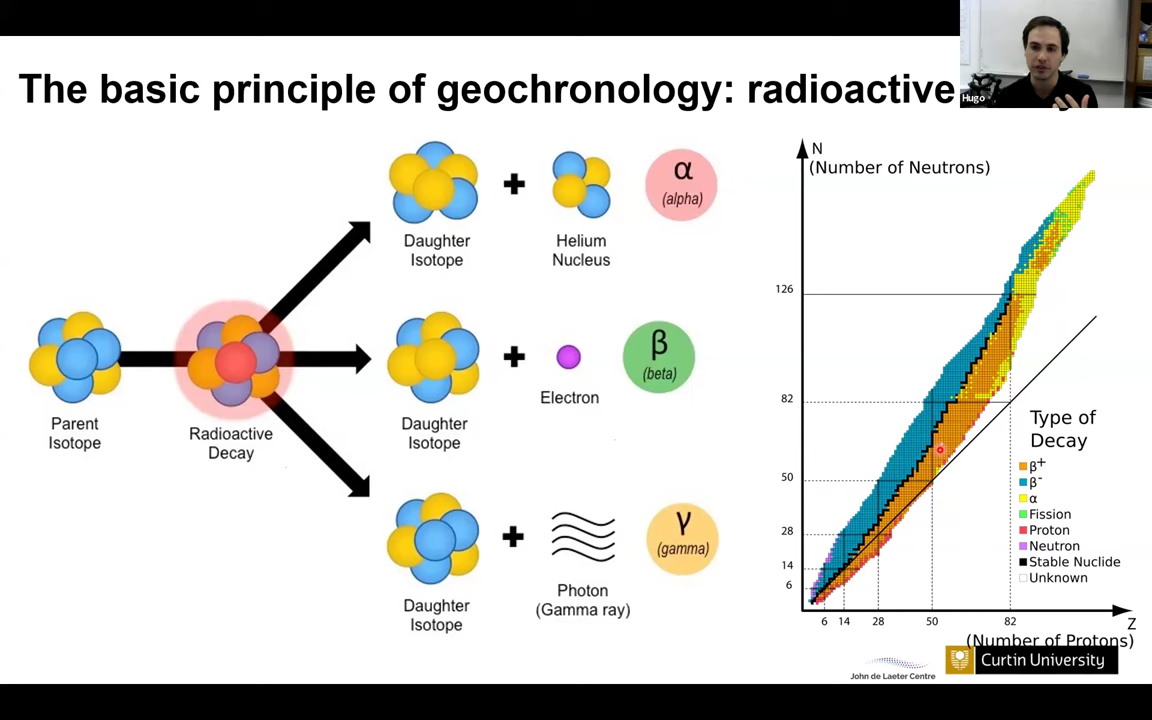 The basic principle of geochronology: radioactive
Hugo
Parent
Isotope
Radioactive
Decay
Daughter
Isotope
Helium
Nucleus
α
(alpha)
Daughter
Isotope
Electron
β
(beta)
Daughter
Isotope
Photon
(Gamma ray)
γ
(gamma)
N
(Number of Neutrons)
126
82
50
28
14
6
6 14 28 50 82 Z
(Number of Protons)
Type of
Decay
β+
β-
α
Fission
Proton
Neutron
Stable Nuclide
Unknown
John de Laeter Centre
Curtin University